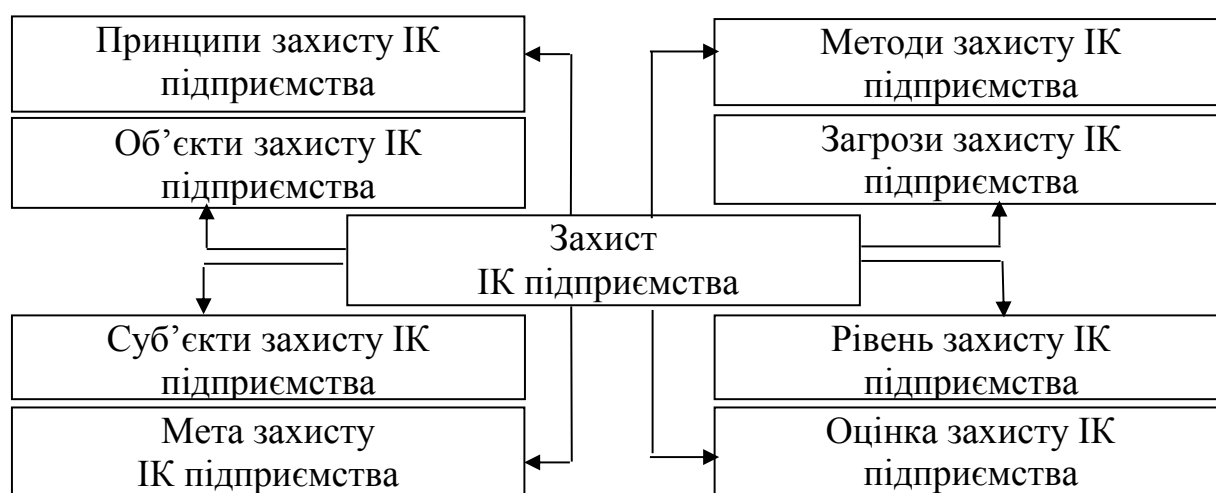 Принципи захисту ІК
підприємства
Методи захисту ІК
підприємства
Об’єкти захисту ІК
підприємства
Загрози захисту ІК
підприємства
Захист
ІК підприємства
Суб’єкти захисту ІК
підприємства
Рівень захисту ІК
підприємства
Мета захисту
ІК підприємства
Оцінка захисту ІК
підприємства